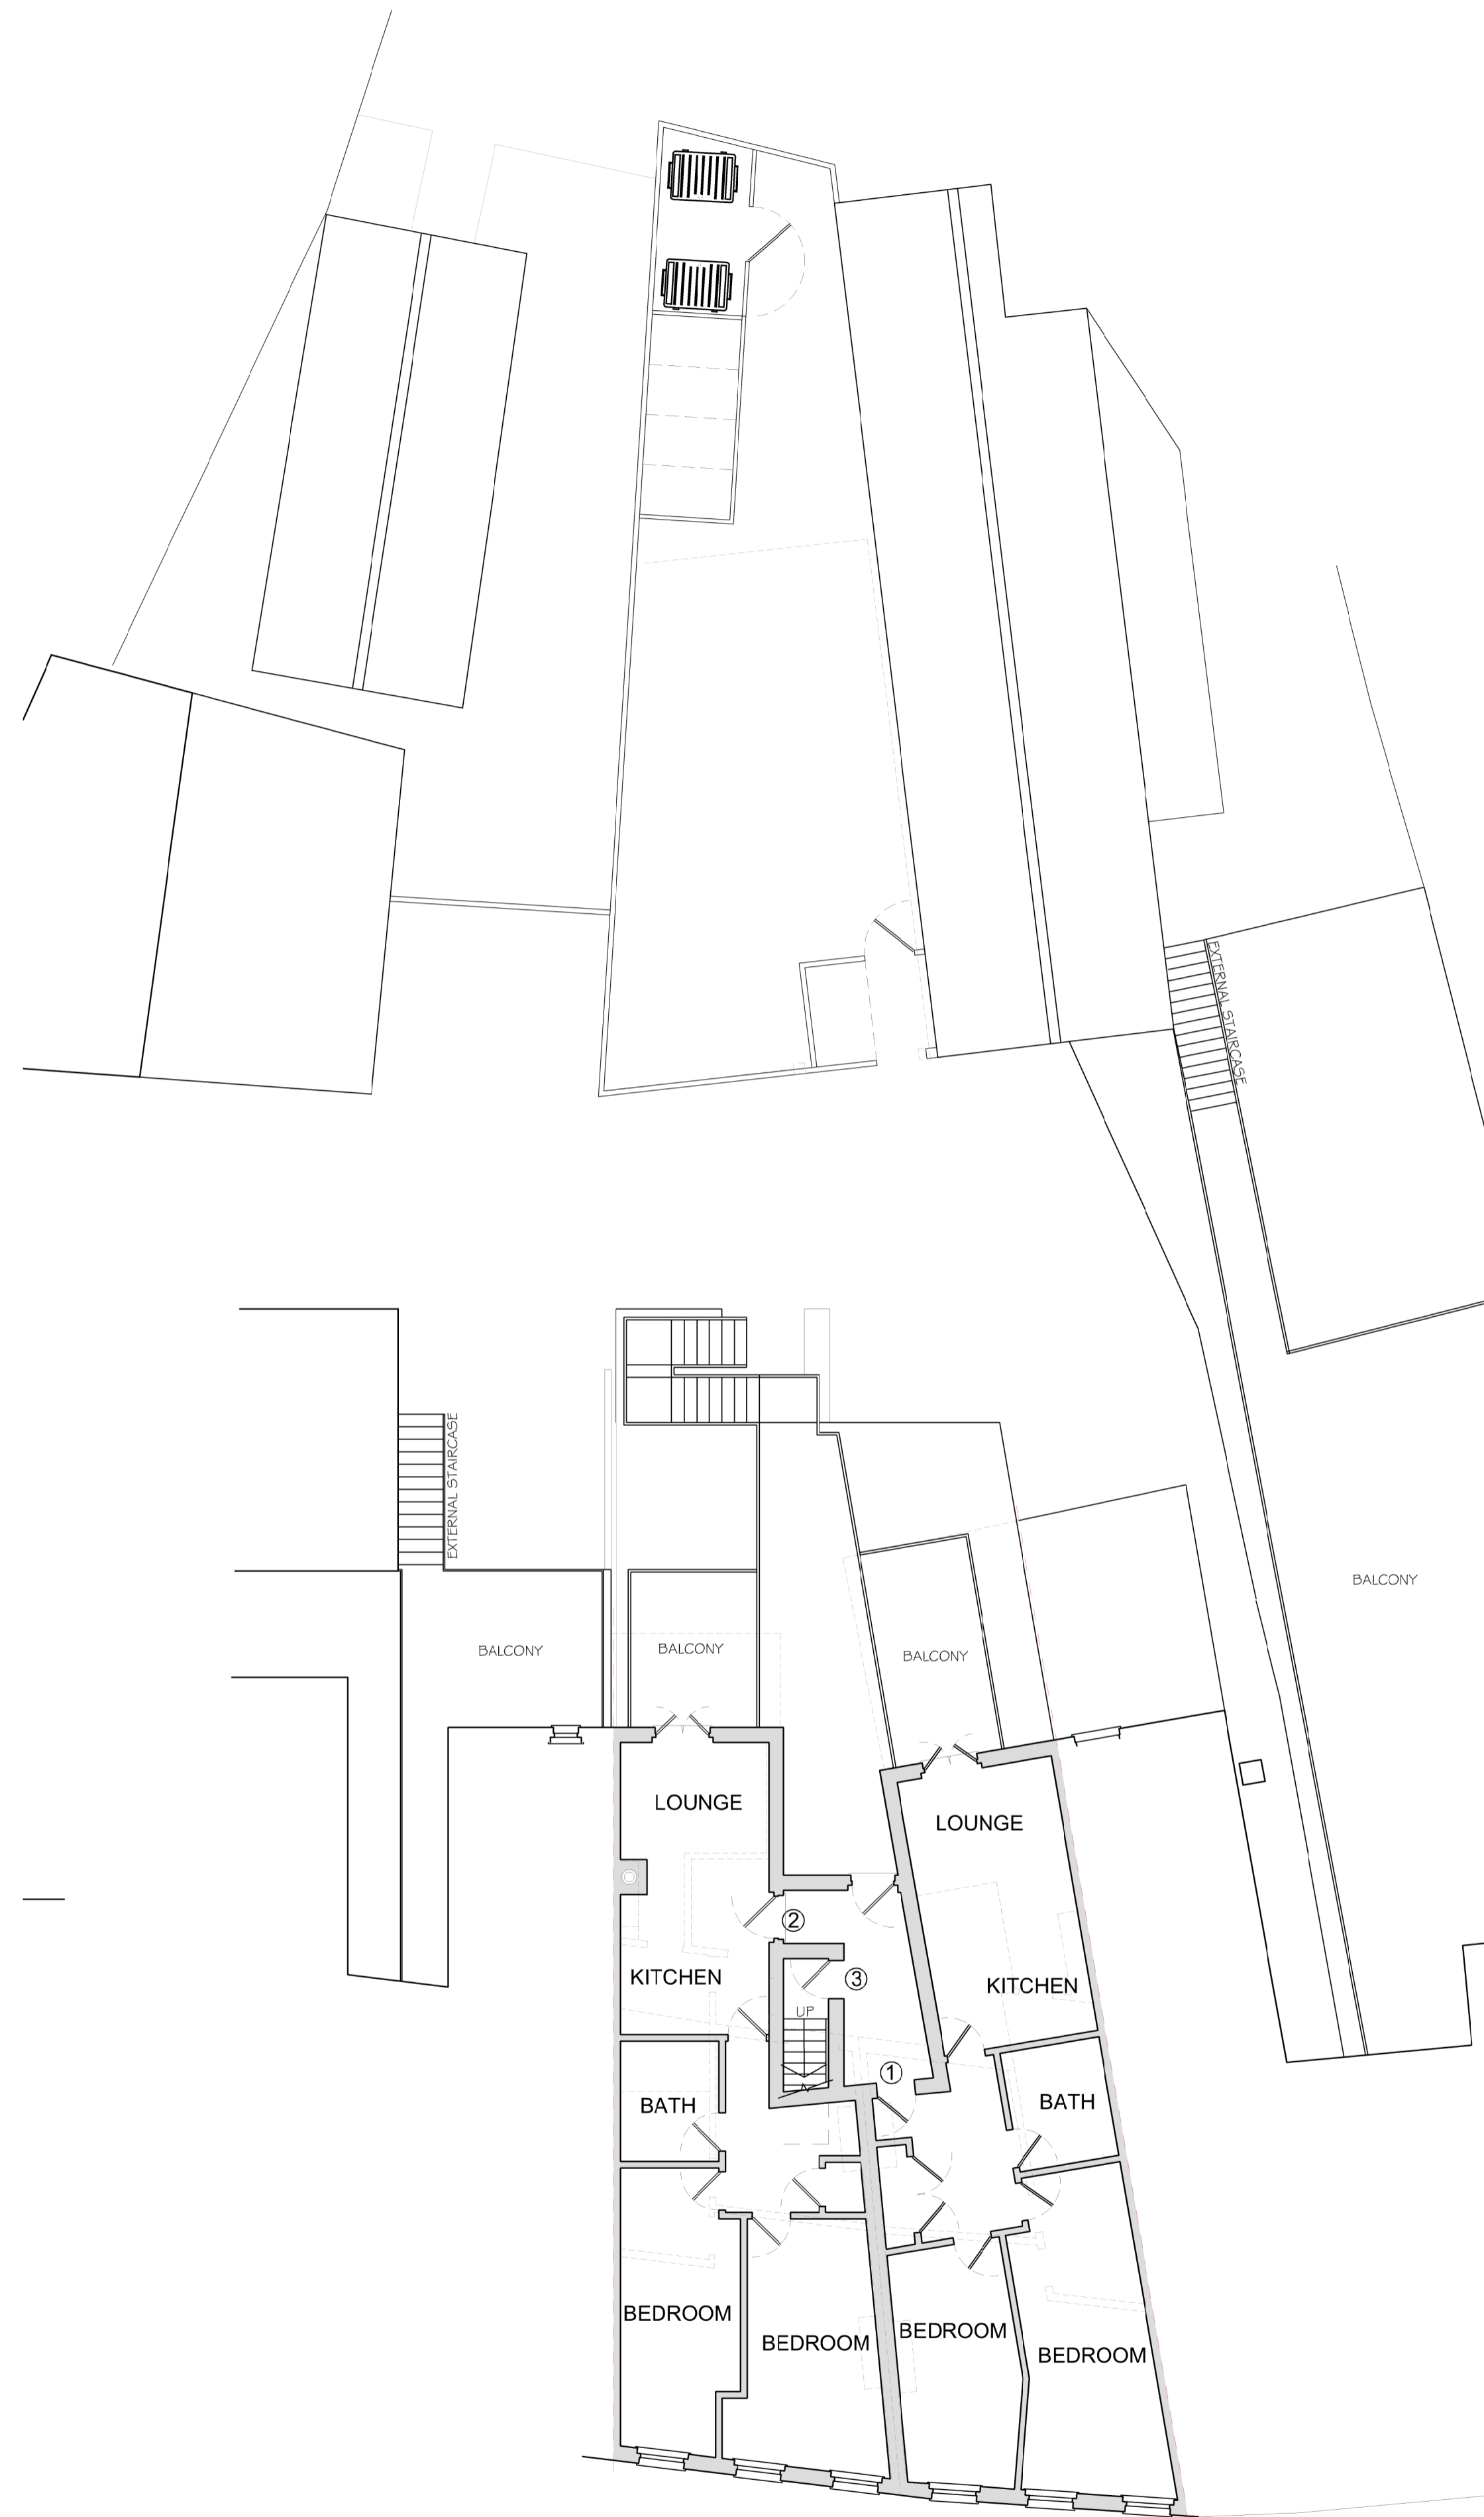 EXTERNAL STAIRCASE
EXTERNAL STAIRCASE
BALCONY
BALCONY
BALCONY
BALCONY
LOUNGE
LOUNGE
2
3
KITCHEN
KITCHEN
UP
1
BATH
BATH
BEDROOM
BEDROOM
BEDROOM
BEDROOM